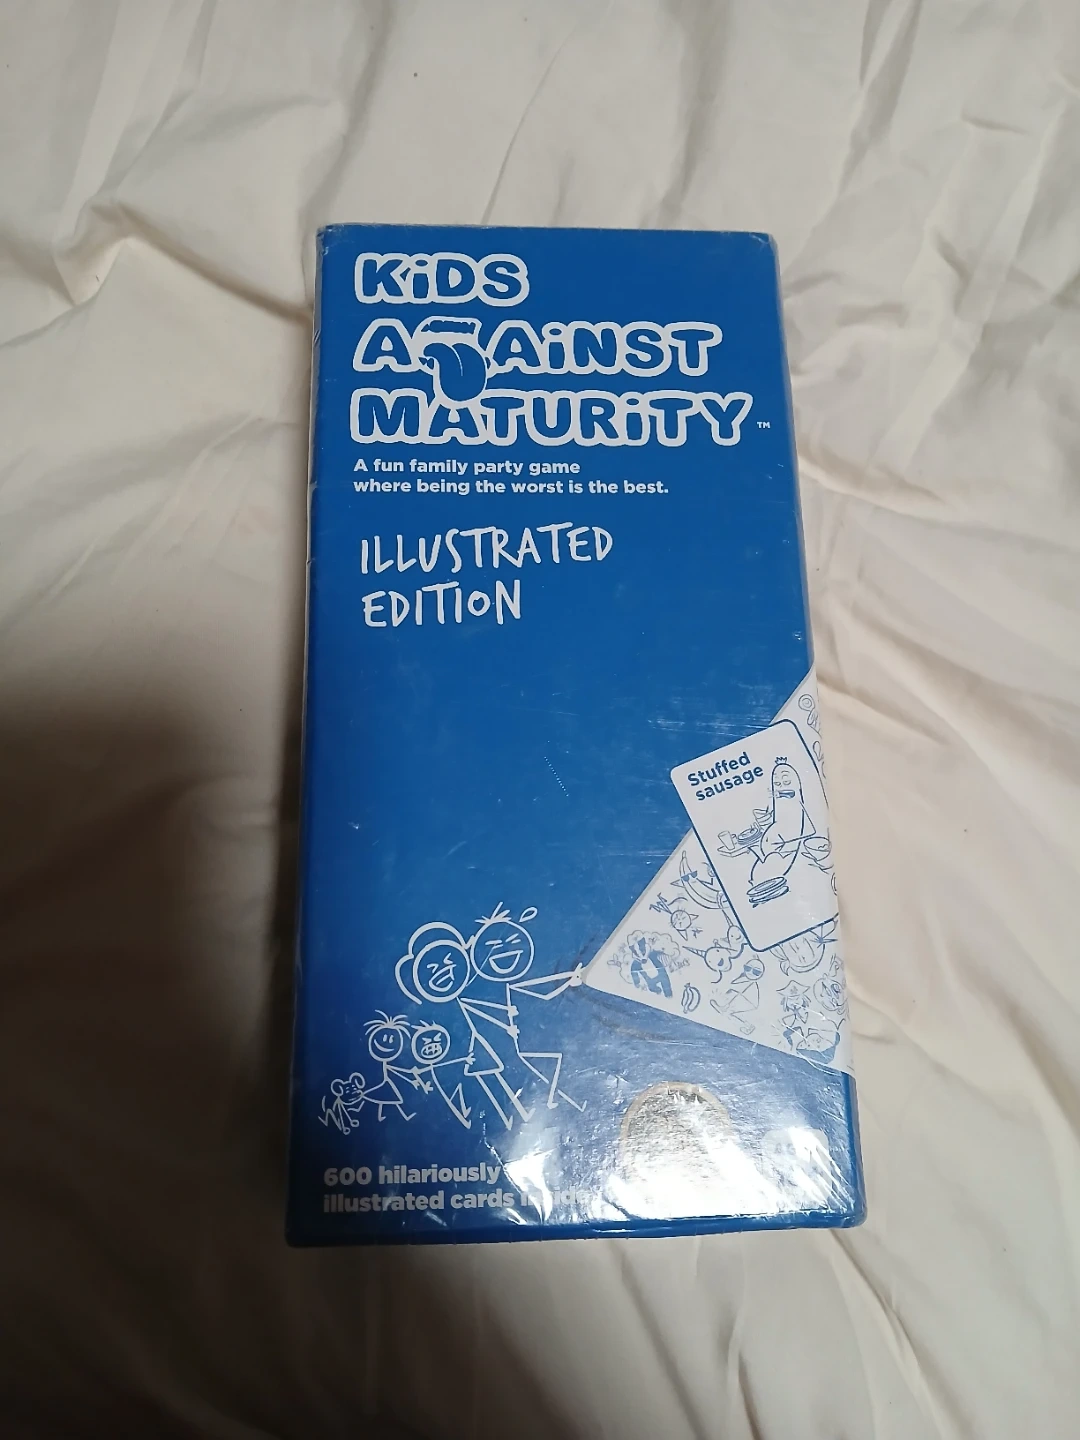 KiDS
AGAiNST
MATURiTY™
A fun family party game
where being the worst is the best.
ILLUSTRATED
EDITION
Stuffed
sausage
600 hilariously
illustrated cards inside